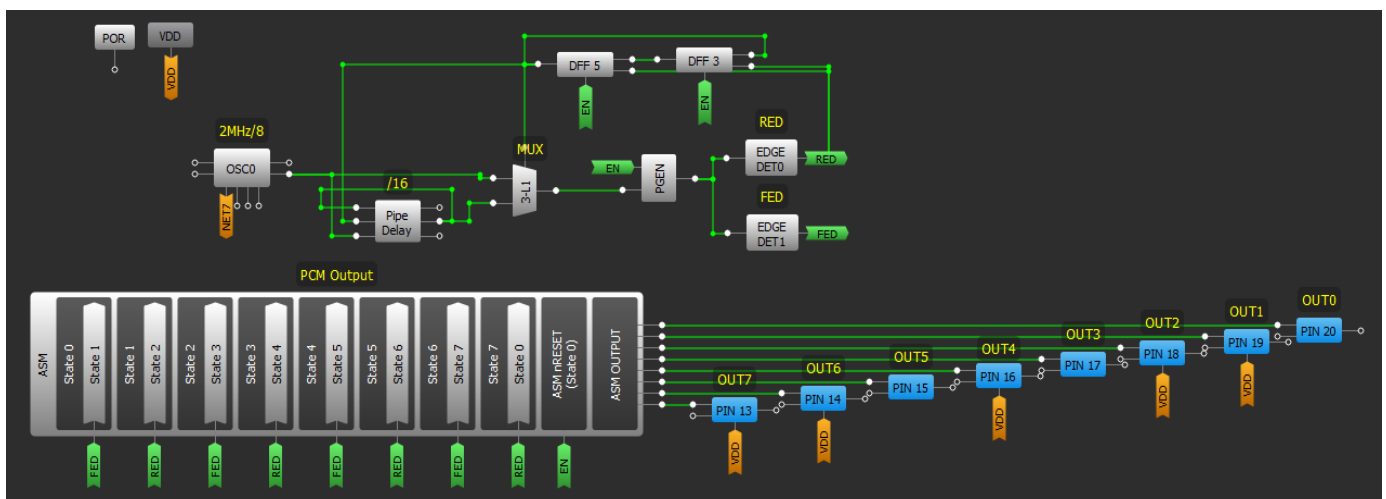 POR
VDD
VDD
DFF 5
DFF 3
EN
EN
2MHz/8
OSC0
NET7
/16
Pipe
Delay
MUX
3-L1
EN
PGEN
RED
EDGE
DET0
RED
FED
EDGE
DET1
FED
PCM Output
ASM
State 0
State 1
State 1
State 2
State 2
State 3
State 3
State 4
State 4
State 5
State 5
State 6
State 6
State 7
State 7
State 0
ASM nRESET
(State 0)
ASM OUTPUT
FED
RED
FED
RED
FED
RED
FED
RED
EN
OUT7
PIN 13
VDD
OUT6
PIN 14
VDD
OUT5
PIN 15
OUT4
PIN 16
VDD
OUT3
PIN 17
OUT2
PIN 18
VDD
OUT1
PIN 19
VDD
OUT0
PIN 20